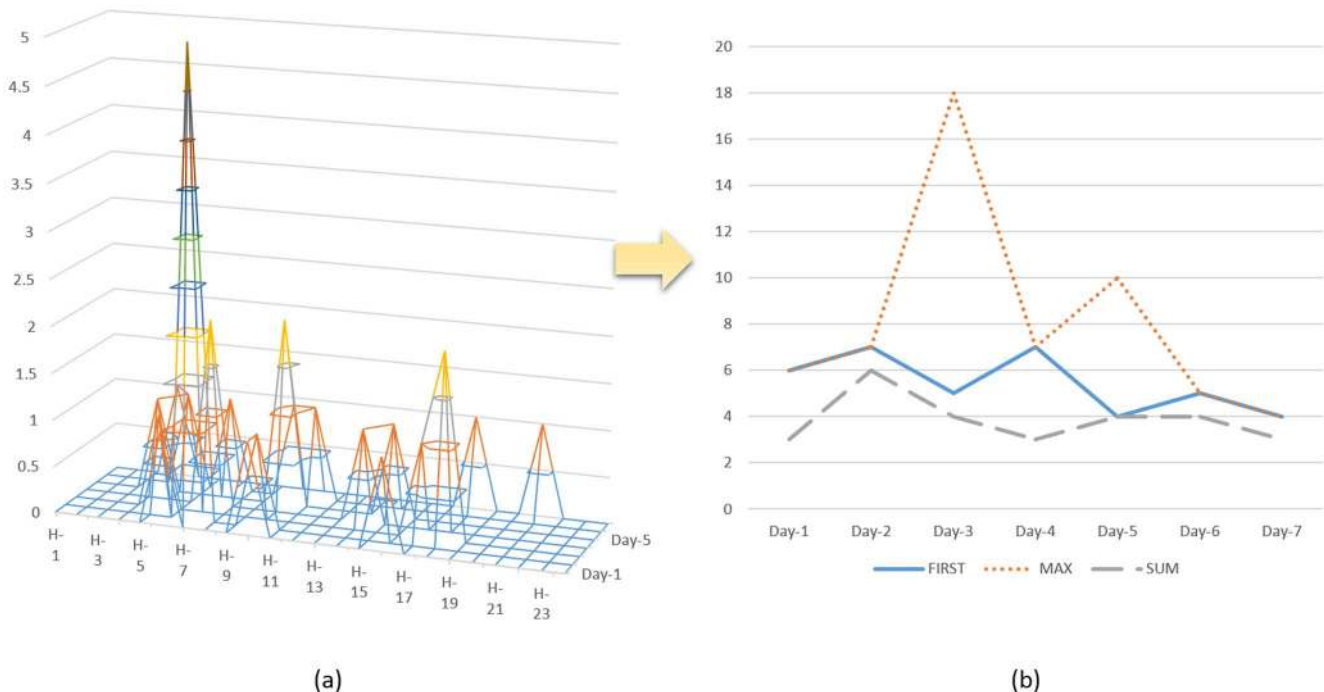 5
4.5
4
3.5
3
2.5
2
1.5
1
0.5
0
H-1
H-3
H-5
H-7
H-9
H-11
H-13
H-15
H-17
H-19
H-21
H-23
Day-1
Day-5
(a)
20
18
16
14
12
10
8
6
4
2
0
Day-1 Day-2 Day-3 Day-4 Day-5 Day-6 Day-7
FIRST MAX SUM
(b)